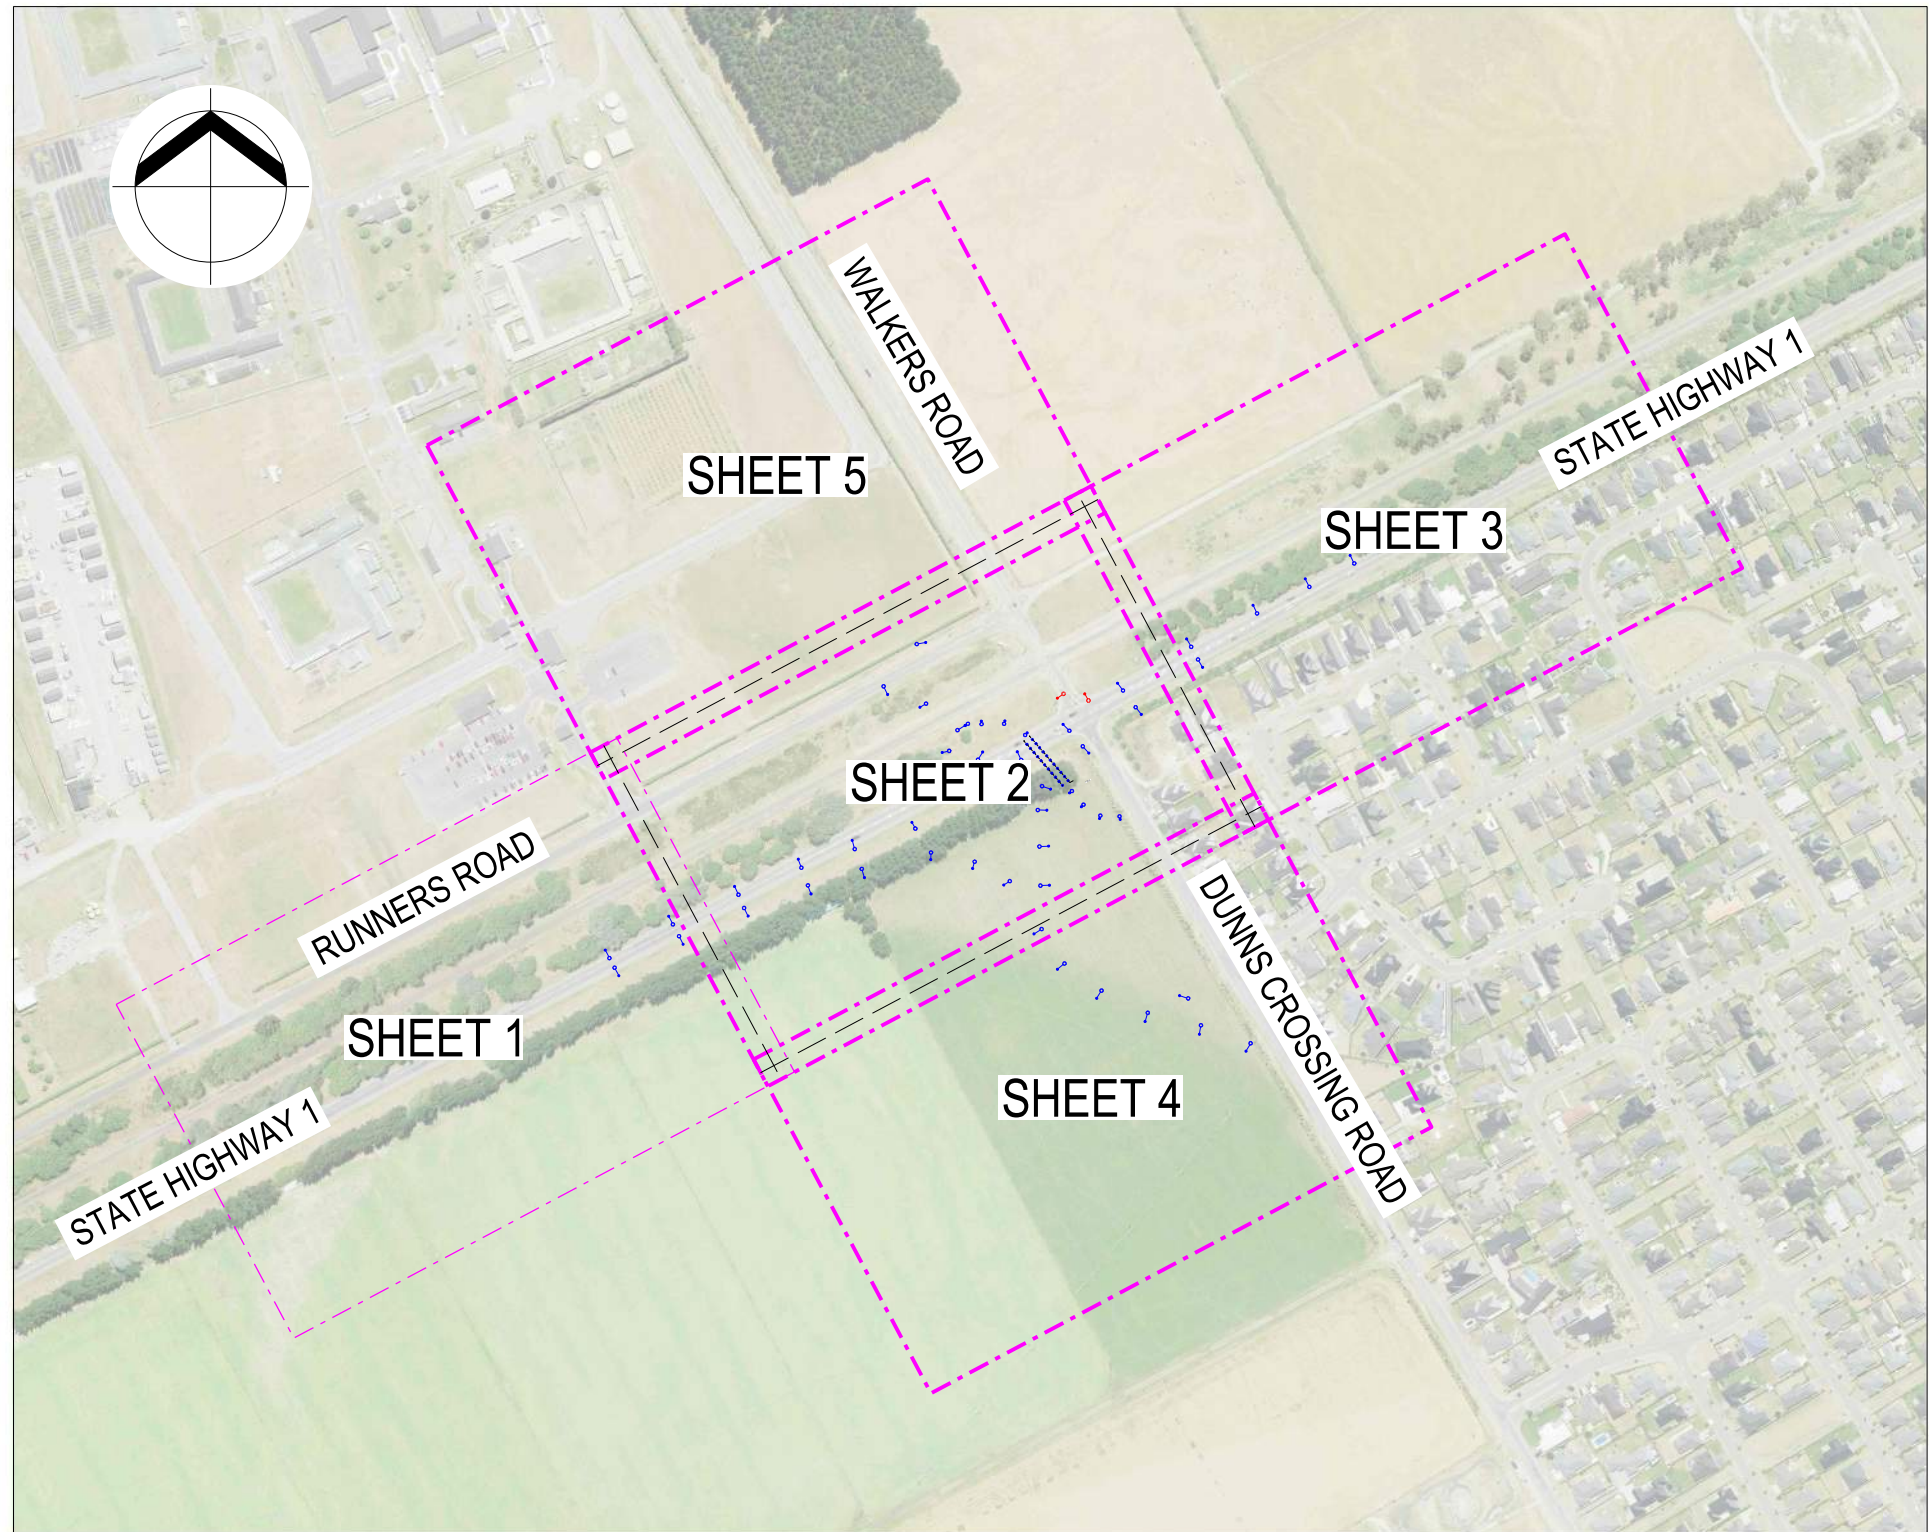 WALKERS ROAD
STATE HIGHWAY 1
SHEET 5
SHEET 3
SHEET 2
RUNNERS ROAD
DUNNS CROSSING ROAD
SHEET 1
SHEET 4
STATE HIGHWAY 1